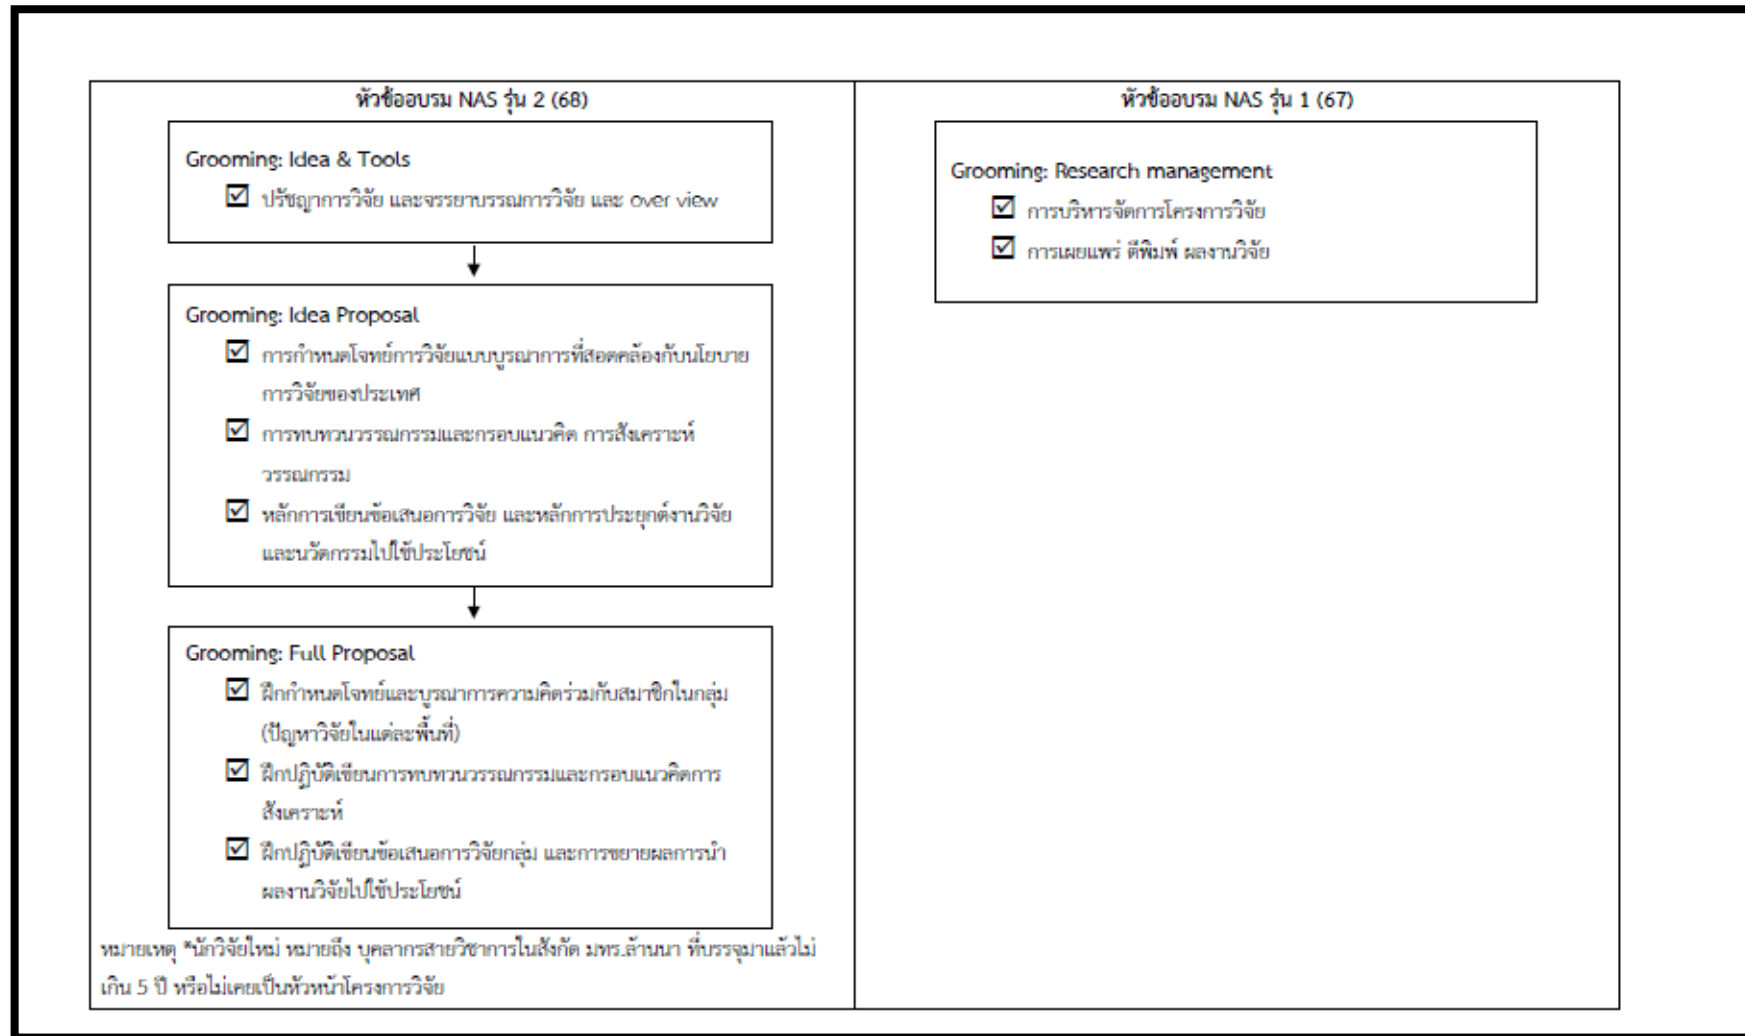 หัวข้ออบรม NAS รุ่น 2 (68)
Grooming: Idea & Tools
ปรัชญาการวิจัย และจรรยาบรรณการวิจัย และ over view
Grooming: Idea Proposal
การกำหนดโจทย์การวิจัยแบบบูรณาการที่สอดคล้องกับนโยบาย
การวิจัยของประเทศ
การทบทวนวรรณกรรมและกรอบแนวคิด การสังเคราะห์
วรรณกรรม
หลักการเขียนข้อเสนอการวิจัย และหลักการประยุกต์งานวิจัย
และนวัตกรรมไปใช้ประโยชน์
Grooming: Full Proposal
ฝึกกำหนดโจทย์และบูรณาการความคิดร่วมกับสมาชิกในกลุ่ม
(ปัญหาวิจัยในแต่ละพื้นที่)
ฝึกปฏิบัติเขียนการทบทวนวรรณกรรมและกรอบแนวคิดการ
สังเคราะห์
ฝึกปฏิบัติเขียนข้อเสนอการวิจัยกลุ่ม และการขยายผลการนำ
ผลงานวิจัยไปใช้ประโยชน์
หมายเหตุ *นักวิจัยใหม่ หมายถึง บุคลากรสายวิชาการในสังกัด มทร.ล้านนา ที่บรรจุมาแล้วไม่
เกิน 5 ปี หรือไม่เคยเป็นหัวหน้าโครงการวิจัย
หัวข้ออบรม NAS รุ่น 1 (67)
Grooming: Research management
การบริหารจัดการโครงการวิจัย
การเผยแพร่ ตีพิมพ์ ผลงานวิจัย